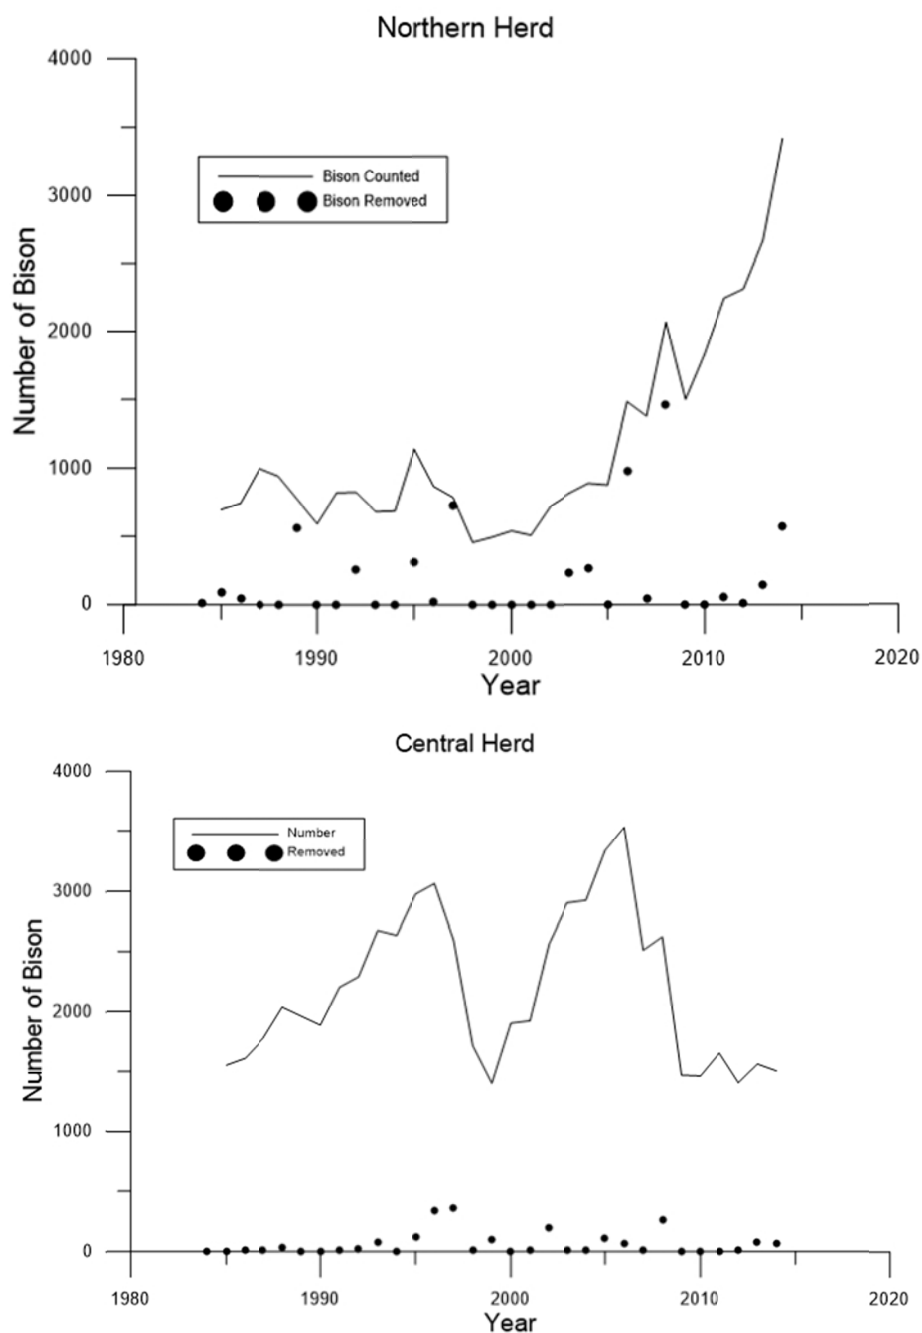 Northern Herd
4000
3000
2000
1000
0
Number of Bison
Bison Counted
Bison Removed
1980 1990 2000 2010 2020
Year
Central Herd
4000
3000
2000
1000
0
Number of Bison
Number
Removed
1980 1990 2000 2010 2020
Year